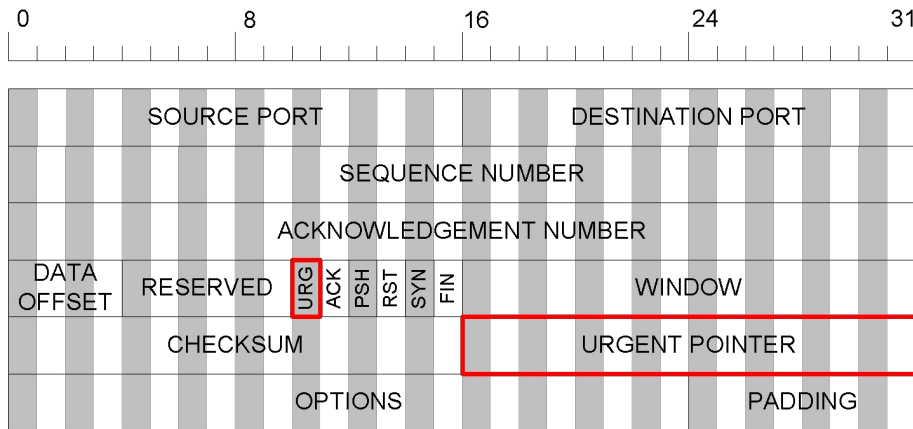 0 8 16 24 31
SOURCE PORT DESTINATION PORT
SEQUENCE NUMBER
ACKNOWLEDGEMENT NUMBER
DATA
OFFSET RESERVED URG ACK PSH RST SYN FIN WINDOW
CHECKSUM URGENT POINTER
OPTIONS PADDING